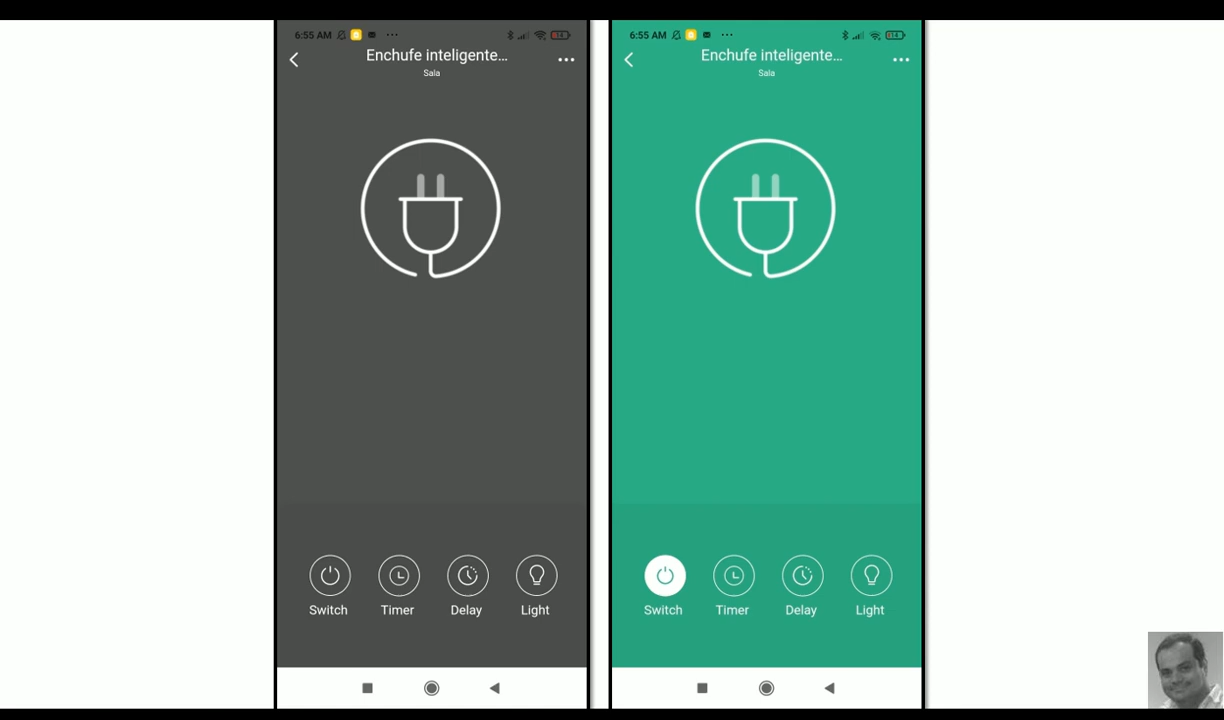 6:55 AM
Enchufe inteligente...
Sala
Switch Timer Delay Light
6:55 AM
Enchufe inteligente...
Sala
Switch Timer Delay Light